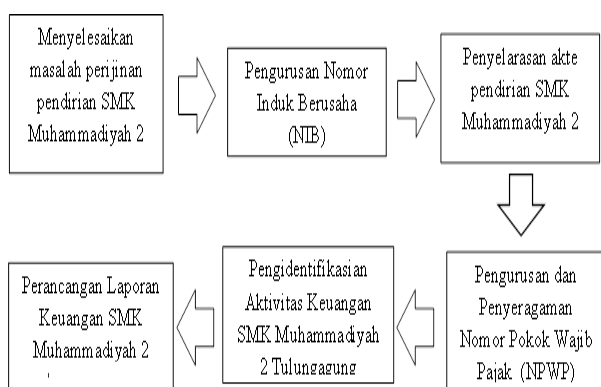 Menyelesaikan
masalah perijinan
pendirian SMK
Muhammadiyah 2
Pengurusan Nomor
Induk Berusaha
(NIB)
Penyelarasan akte
pendirian SMK
Muhammadiyah 2
Pengurusan dan
Penyeragaman
Nomor Pokok Wajib
Pajak (NPWP)
Pengidentifikasian
Aktivitas Keuangan
SMK Muhammadiyah
2 Tulungagung
Perancangan Laporan
Keuangan SMK
Muhammadiyah 2